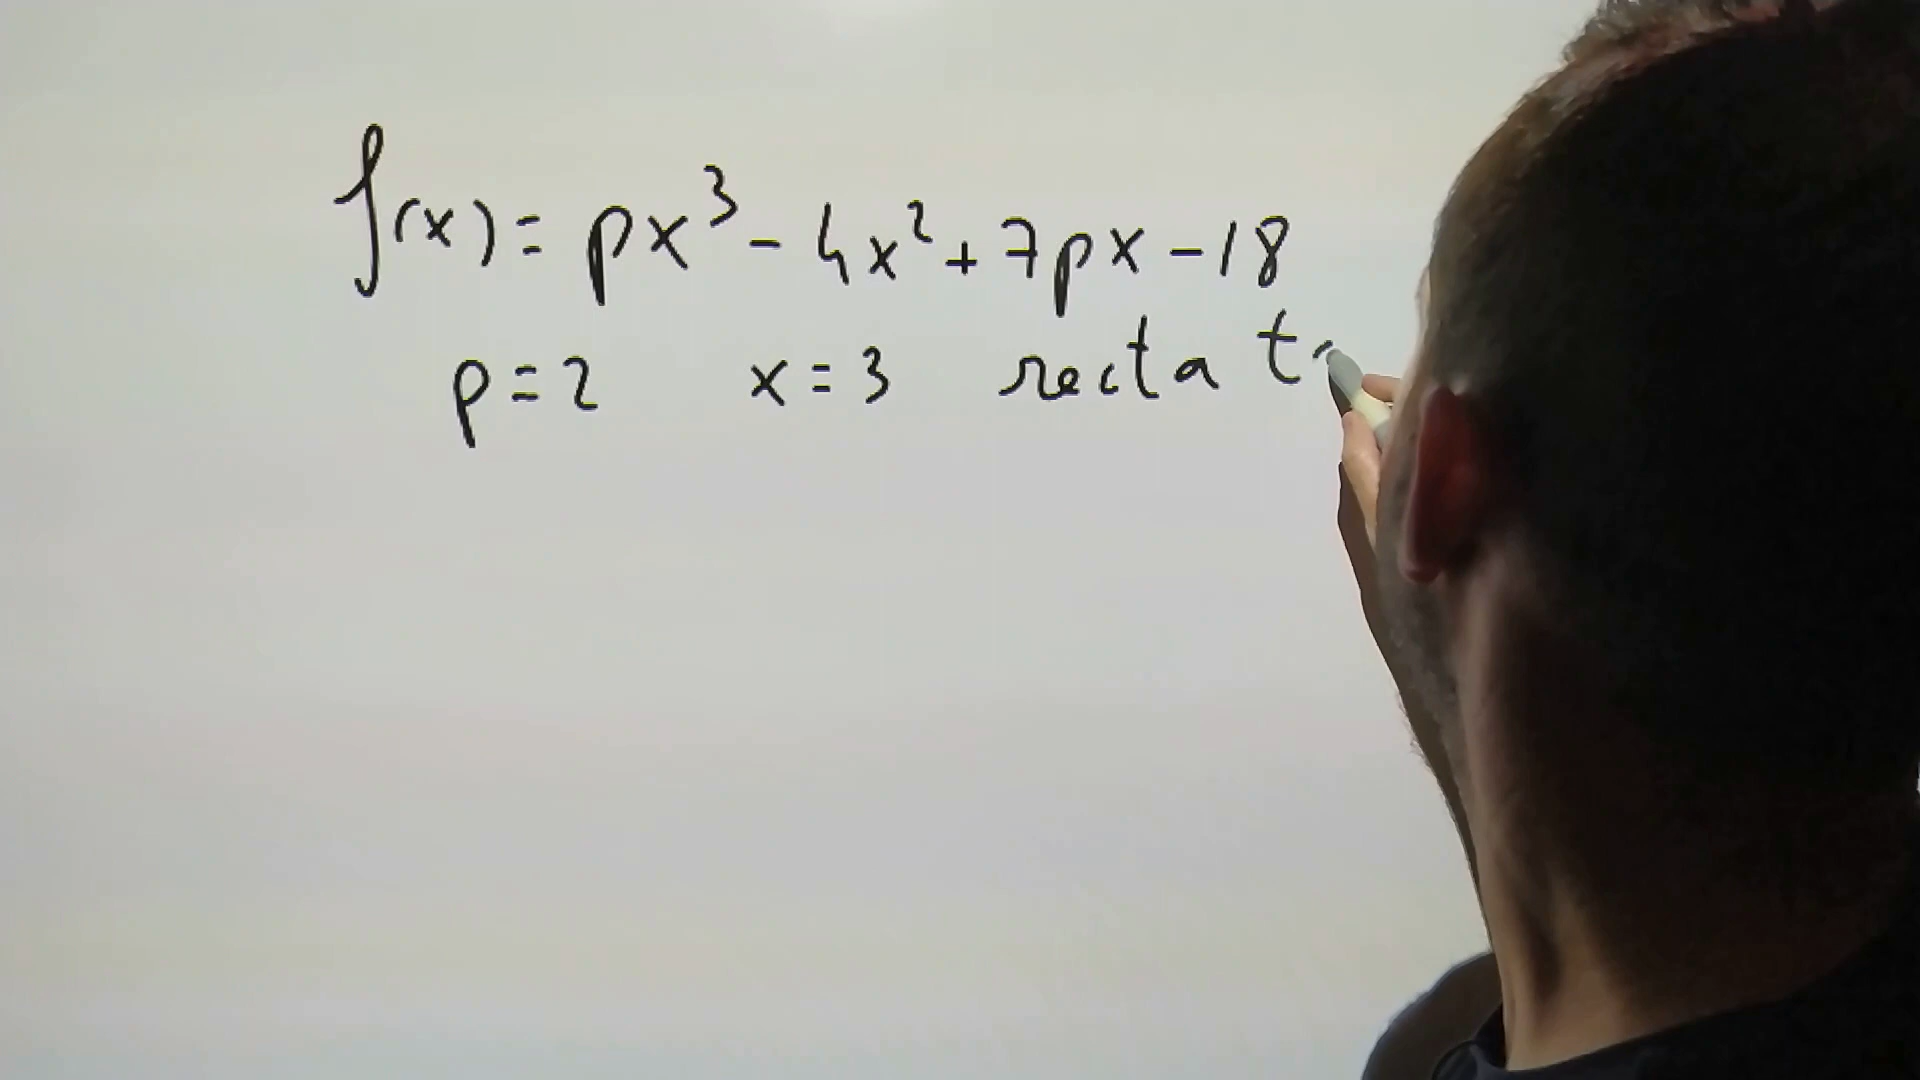 f(x) = px³ - 4x² + 7px - 18
p = 2 x = 3 recta